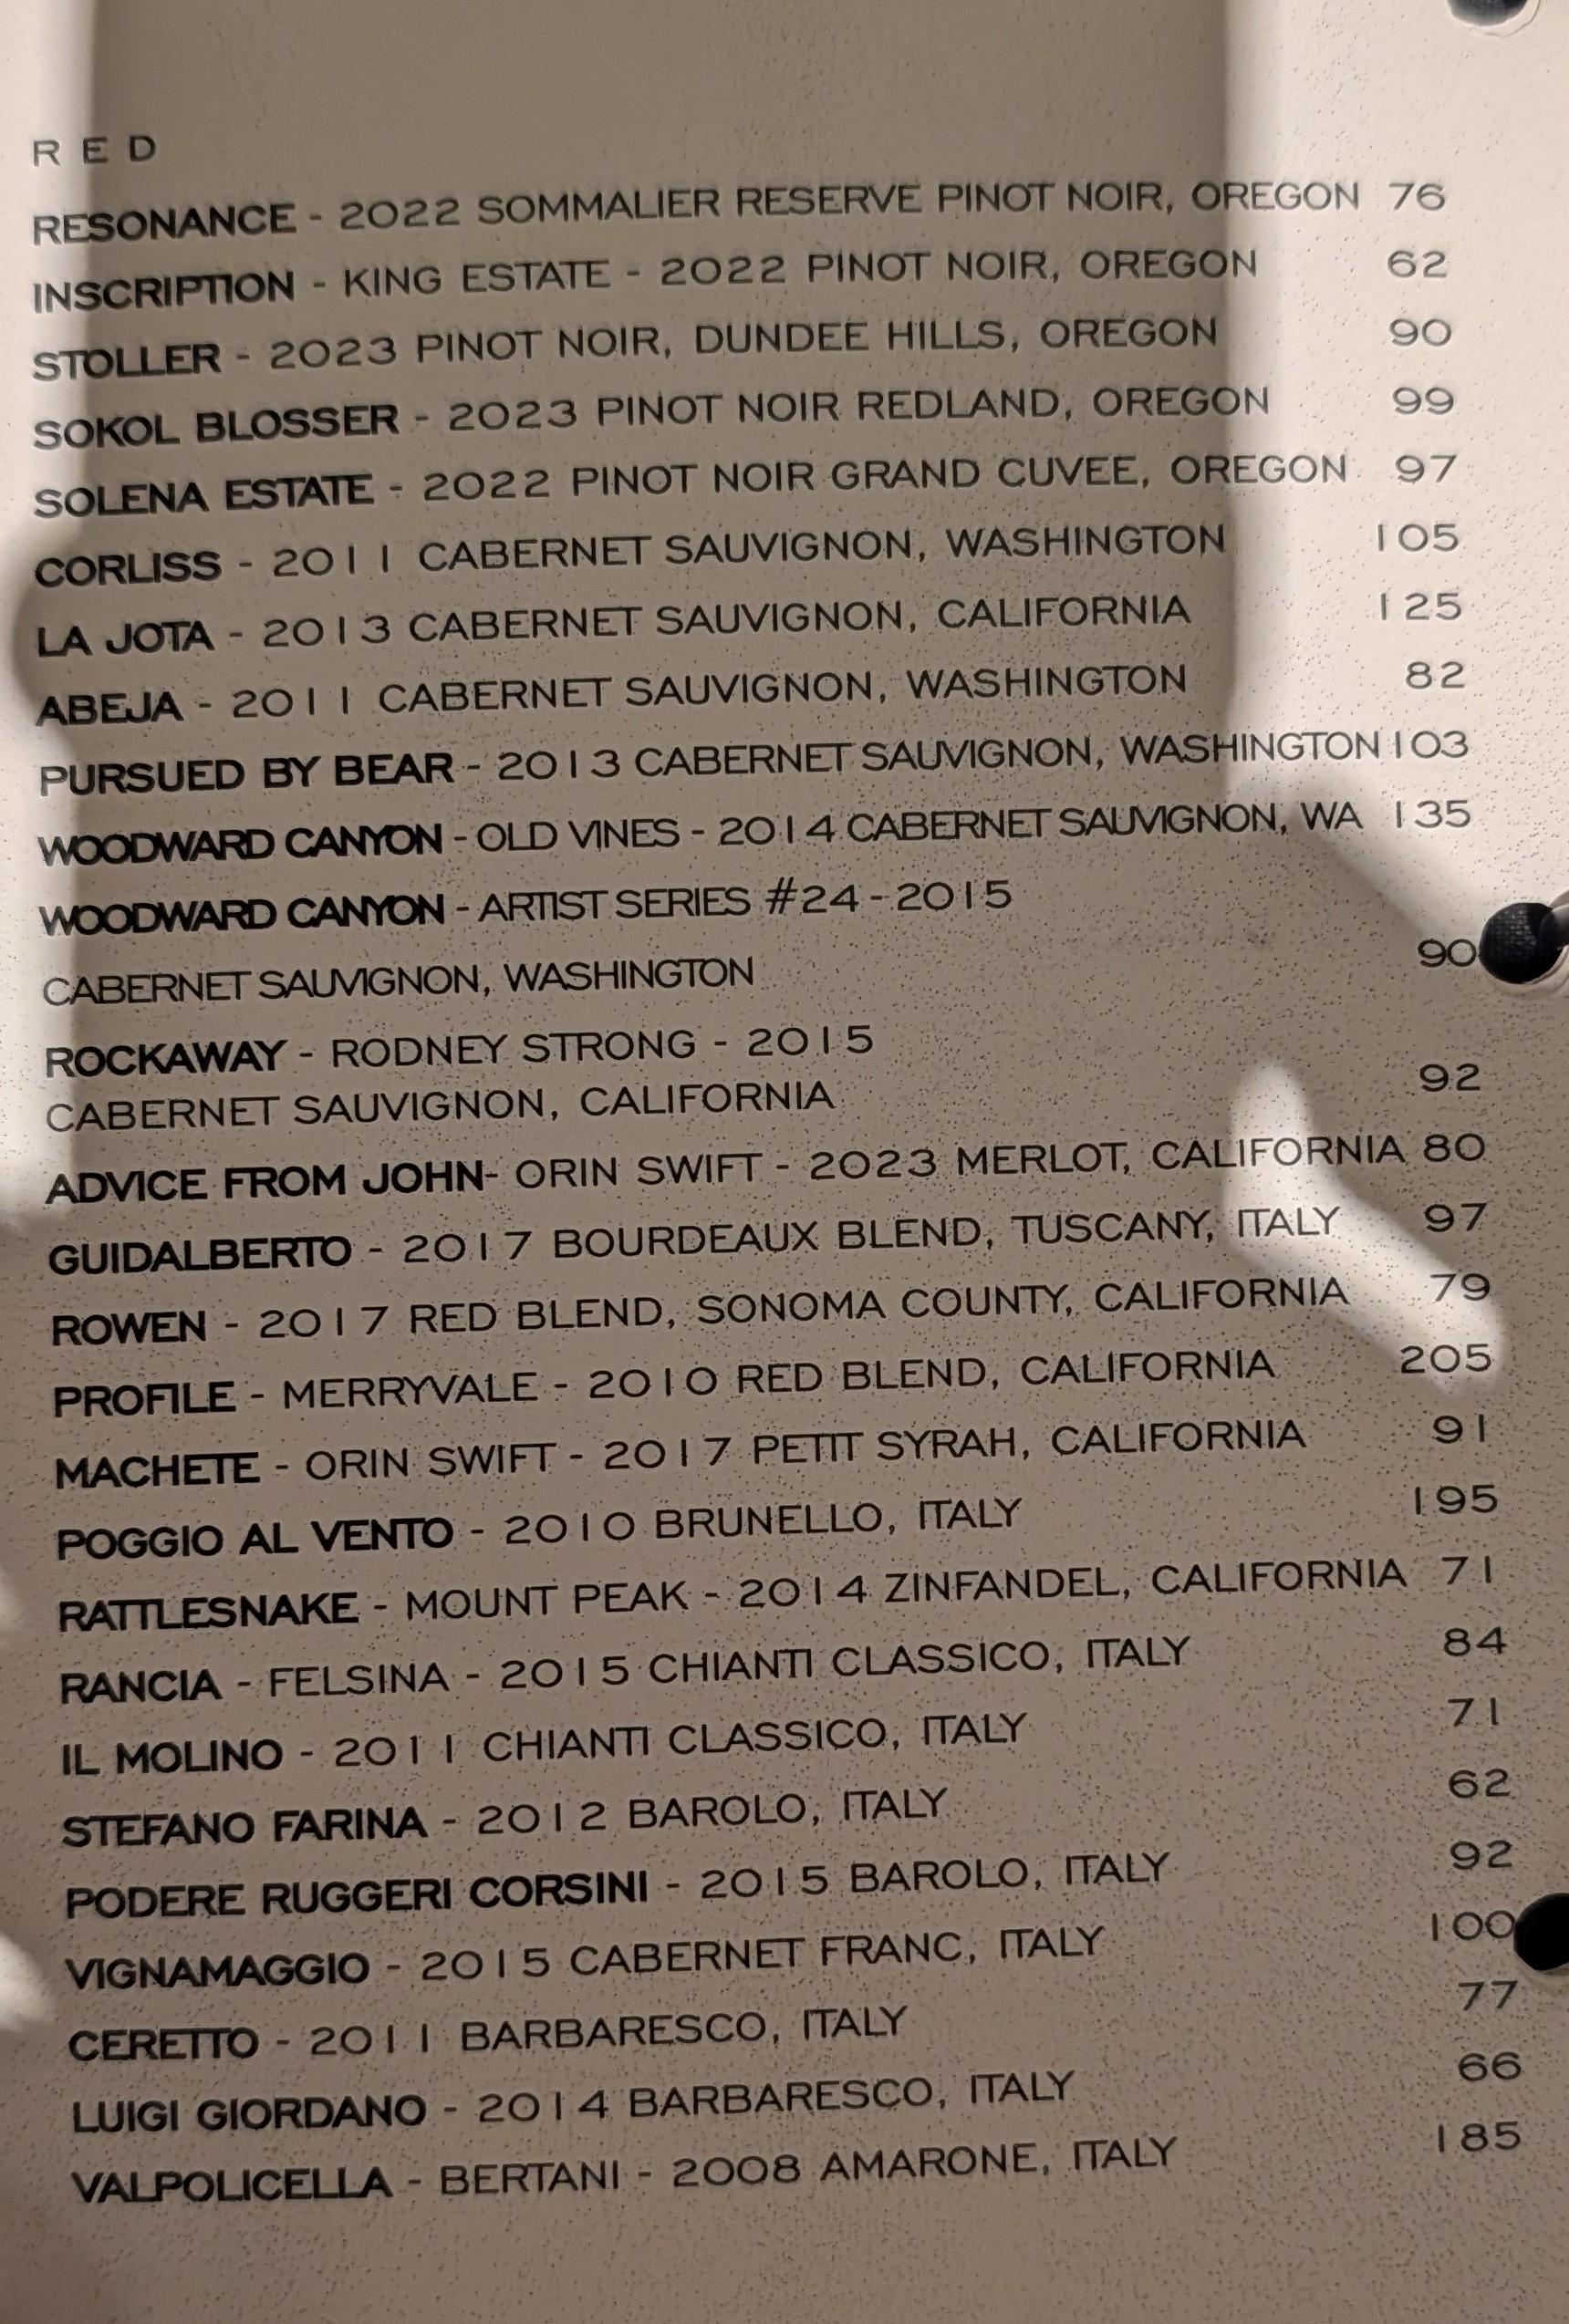 RED
RESONANCE - 2022 SOMMALIER RESERVE PINOT NOIR, OREGON 76
INSCRIPTION - KING ESTATE - 2022 PINOT NOIR, OREGON 62
STOLLER - 2023 PINOT NOIR, DUNDEE HILLS, OREGON 90
SOKOL BLOSSER - 2023 PINOT NOIR REDLAND, OREGON 99
SOLENA ESTATE - 2022 PINOT NOIR GRAND CUVEE, OREGON 97
CORLISS - 2011 CABERNET SAUVIGNON, WASHINGTON 105
LA JOTA - 2013 CABERNET SAUVIGNON, CALIFORNIA 125
ABEJA - 2011 CABERNET SAUVIGNON, WASHINGTON 82
PURSUED BY BEAR - 2013 CABERNET SAUVIGNON, WASHINGTON 103
WOODWARD CANYON - OLD VINES - 2014 CABERNET SAUVIGNON, WA 135
WOODWARD CANYON - ARTIST SERIES #24 - 2015
CABERNET SAUVIGNON, WASHINGTON 90
ROCKAWAY - RODNEY STRONG - 2015
CABERNET SAUVIGNON, CALIFORNIA 92
ADVICE FROM JOHN- ORIN SWIFT - 2023 MERLOT, CALIFORNIA 80
GUIDALBERTO - 2017 BOURDEAUX BLEND, TUSCANY, ITALY 97
ROWEN - 2017 RED BLEND, SONOMA COUNTY, CALIFORNIA 79
PROFILE - MERRYVALE - 2010 RED BLEND, CALIFORNIA 205
MACHETE - ORIN SWIFT - 2017 PETIT SYRAH, CALIFORNIA 91
POGGIO AL VENTO - 2010 BRUNELLO, ITALY 195
RATTLESNAKE - MOUNT PEAK - 2014 ZINFANDEL, CALIFORNIA 71
RANCIA - FELSINA - 2015 CHIANTI CLASSICO, ITALY 84
IL MOLINO - 2011 CHIANTI CLASSICO, ITALY 71
STEFANO FARINA - 2012 BAROLO, ITALY 62
PODERE RUGGERI CORSINI - 2015 BAROLO, ITALY 92
VIGNAMAGGIO - 2015 CABERNET FRANC, ITALY 100
CERETTO - 2011 BARBARESCO, ITALY 77
LUIGI GIORDANO - 2014 BARBARESCO, ITALY 66
VALPOLICELLA - BERTANI - 2008 AMARONE, ITALY 185